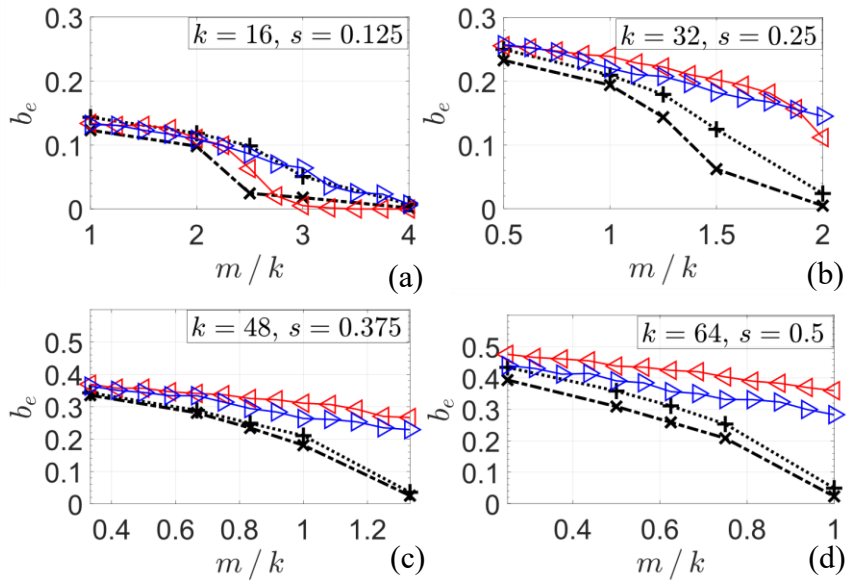 k = 16, s = 0.125
0.3
0.2
0.1
0
b_e
1 2 3 4
m / k
(a)
k = 32, s = 0.25
0.3
0.2
0.1
0
b_e
0.5 1 1.5 2
m / k
(b)
k = 48, s = 0.375
0.5
0.4
0.3
0.2
0.1
0
b_e
0.4 0.6 0.8 1 1.2
m / k
(c)
k = 64, s = 0.5
0.5
0.4
0.3
0.2
0.1
0
b_e
0.4 0.6 0.8 1
m / k
(d)